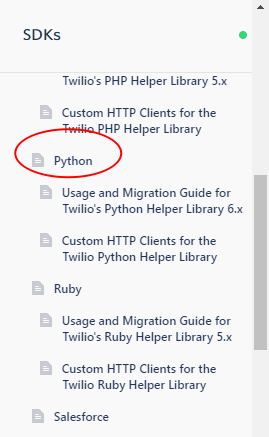 SDKs
Twilio's PHP Helper Library 5.x
Custom HTTP Clients for the
Twilio PHP Helper Library
Python
Usage and Migration Guide for
Twilio's Python Helper Library 6.x
Custom HTTP Clients for the
Twilio Python Helper Library
Ruby
Usage and Migration Guide for
Twilio's Ruby Helper Library 5.x
Custom HTTP Clients for the
Twilio Ruby Helper Library
Salesforce